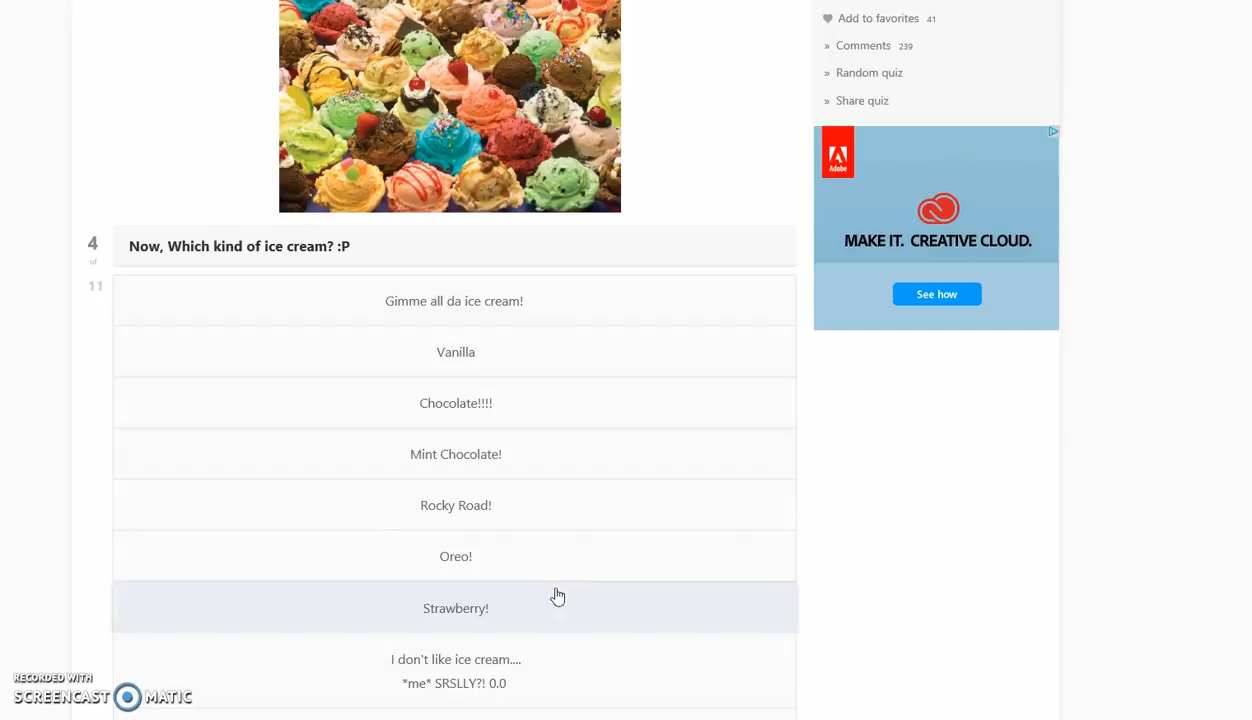 Add to favorites 41
» Comments 239
» Random quiz
» Share quiz
Adobe
MAKE IT. CREATIVE CLOUD.
See how
4
of
11
Now, Which kind of ice cream? :P
Gimme all da ice cream!
Vanilla
Chocolate!!!!
Mint Chocolate!
Rocky Road!
Oreo!
Strawberry!
I don't like ice cream....
*me* SRSLLY?! 0.0
RECORDED WITH
SCREENCAST MATIC